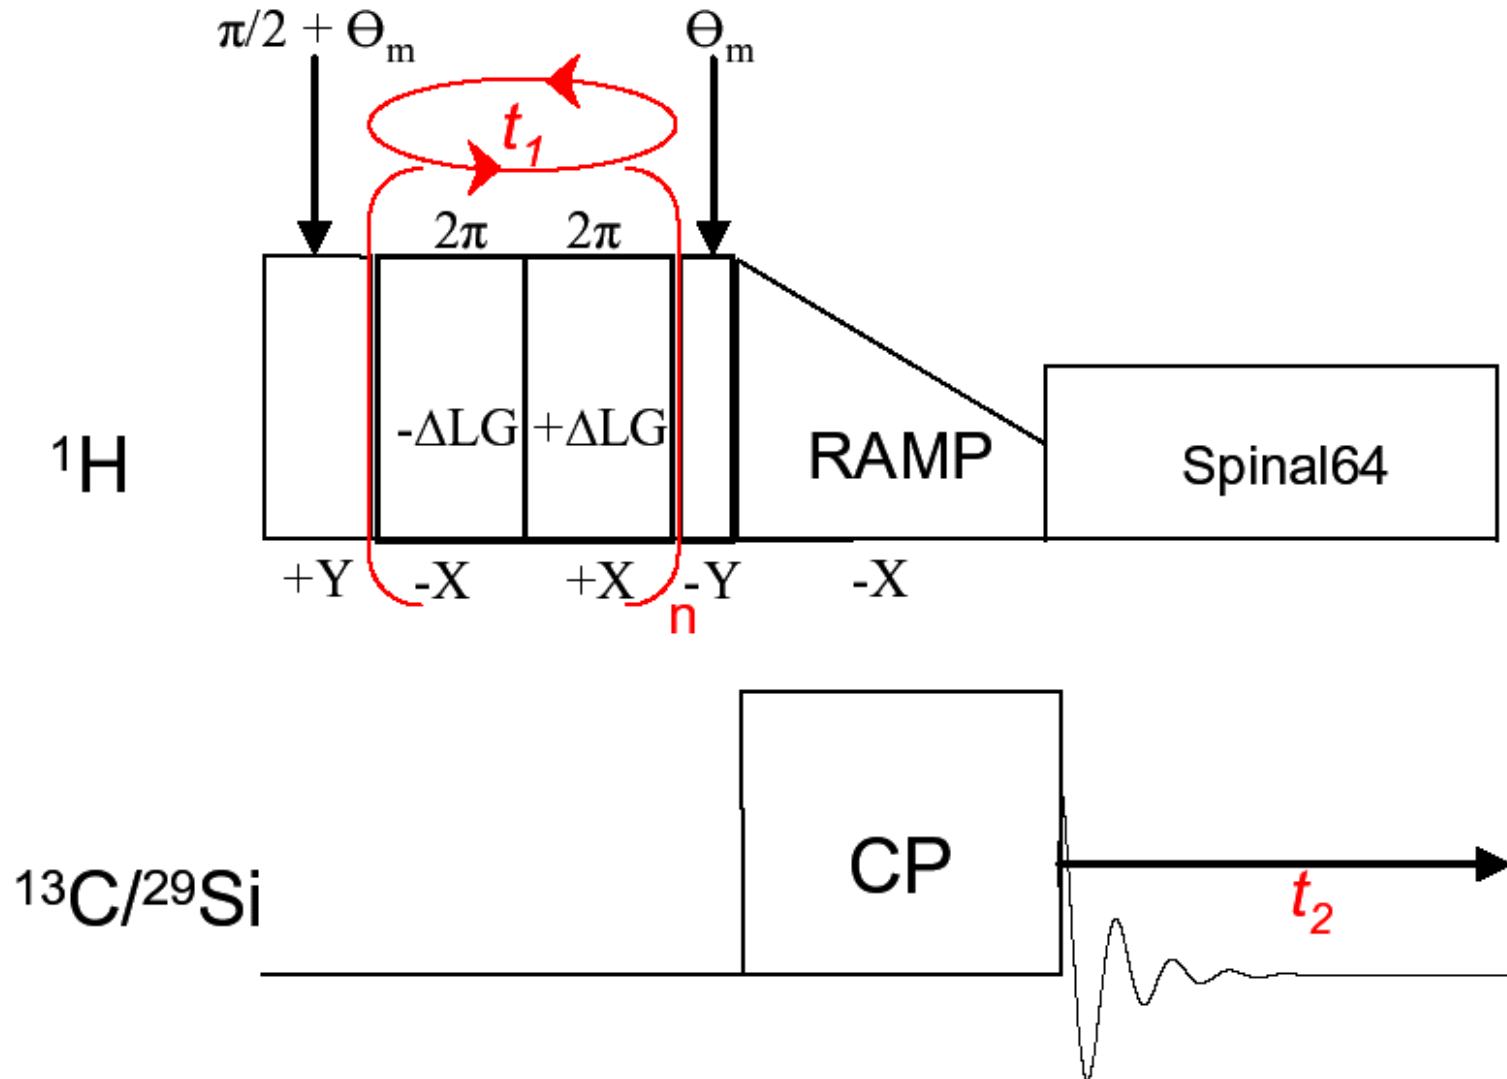 π/2 + Θm
Θm
t1
2π 2π
-ΔLG +ΔLG
RAMP
Spinal64
¹H
+Y -X +X -Y -X
n
CP
¹³C/²⁹Si
t2